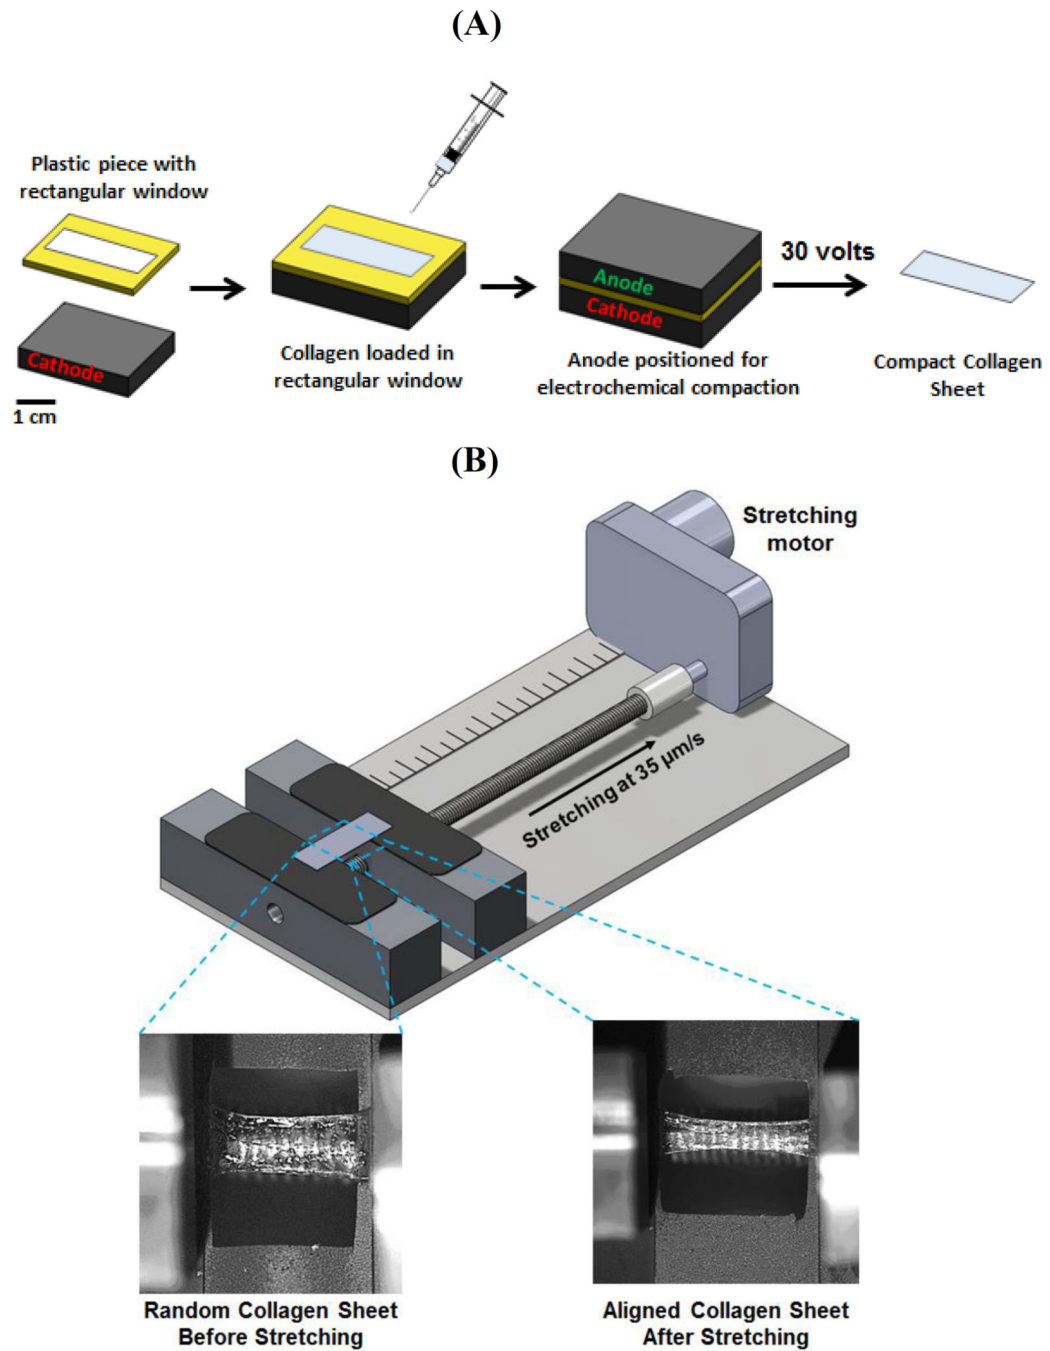 (A)
Plastic piece with
rectangular window
Cathode
1 cm
Collagen loaded in
rectangular window
Anode
Cathode
Anode positioned for
electrochemical compaction
30 volts
Compact Collagen
Sheet
(B)
Stretching
motor
Stretching at 35 µm/s
Random Collagen Sheet
Before Stretching
Aligned Collagen Sheet
After Stretching